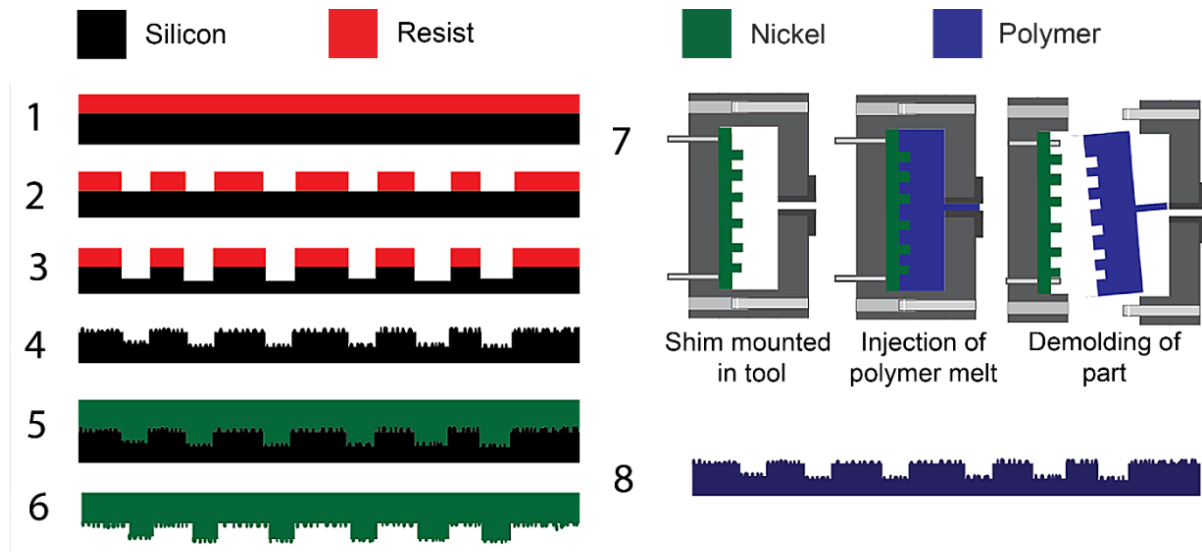 Silicon
Resist
Nickel
Polymer
1
2
3
4
5
6
7
Shim mounted
in tool
Injection of
polymer melt
Demolding of
part
8